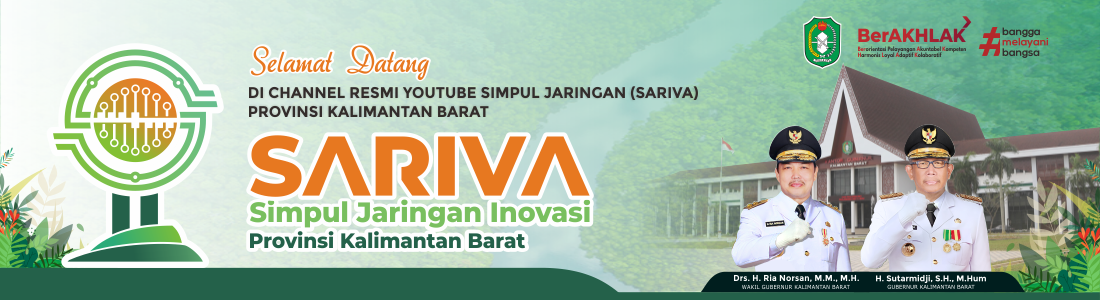 Selamat Datang
DI CHANNEL RESMI YOUTUBE SIMPUL JARINGAN (SARIVA)
PROVINSI KALIMANTAN BARAT
SARIVA
Simpul Jaringan Inovasi
Provinsi Kalimantan Barat
BerAKHLAK
Berorientasi Pelayanan Akuntabel Kompeten
Harmonis Loyal Adaptif Kolaboratif
#bangga
melayani
bangsa
KALIMANTAN BARAT
Drs. H. Ria Norsan, M.M., M.H.
WAKIL GUBERNUR KALIMANTAN BARAT
H. Sutarmidji, S.H., M.Hum
GUBERNUR KALIMANTAN BARAT